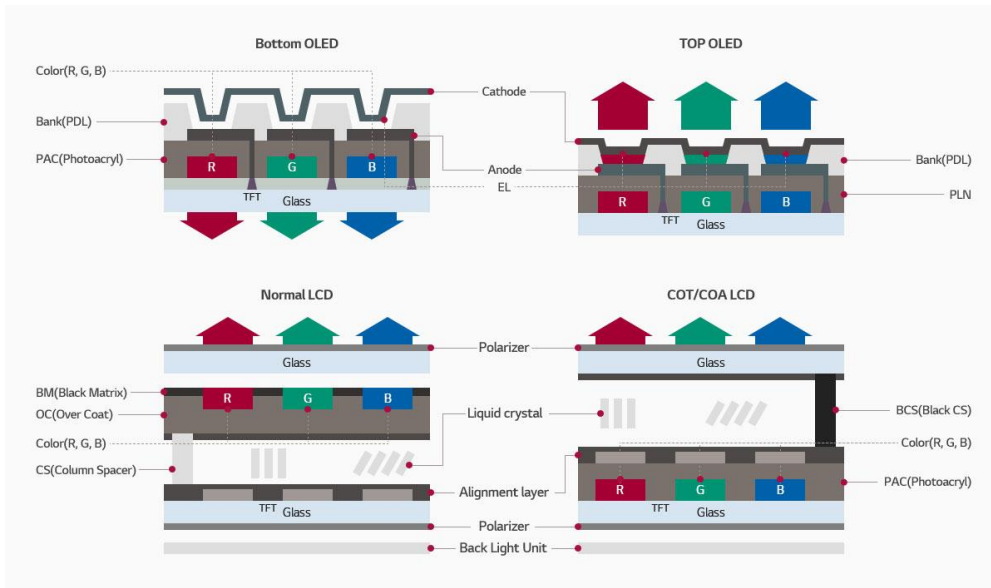 Bottom OLED
TOP OLED
Color(R, G, B)
Cathode
Bank(PDL)
PAC(Photoacryl)
R
G
B
Anode
EL
TFT
Glass
Bank(PDL)
PLN
R
G
B
TFT
Glass
Normal LCD
COT/COA LCD
Polarizer
Glass
Glass
BM(Black Matrix)
OC(Over Coat)
R
G
B
Color(R, G, B)
CS(Column Spacer)
Liquid crystal
BCS(Black CS)
Color(R, G, B)
PAC(Photoacryl)
R
G
B
Alignment layer
TFT
Glass
TFT
Glass
Polarizer
Back Light Unit